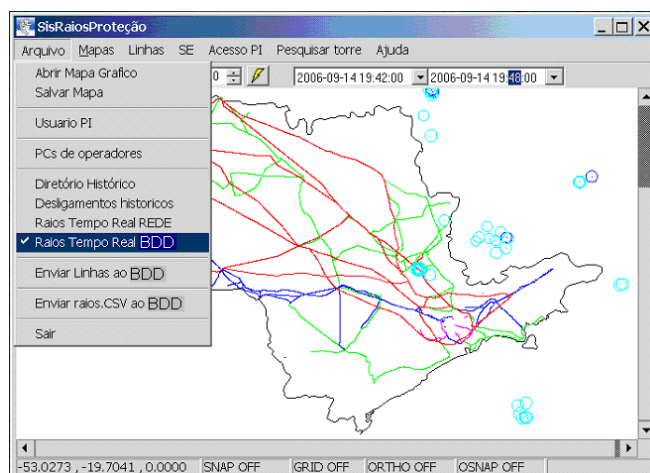 SisRaiosProteção
Arquivo Mapas Linhas SE Acesso PI Pesquisar torre Ajuda
0 2006-09-14 19:42:00 2006-09-14 19:48:00
Abrir Mapa Grafico
Salvar Mapa
Usuario PI
PCs de operadores
Diretório Histórico
Desligamentos historicos
Raios Tempo Real REDE
Raios Tempo Real BDD
Enviar Linhas ao BDD
Enviar raios.CSV ao BDD
Sair
-53.0273 , -19.7041 , 0.0000 SNAP OFF GRID OFF ORTHO OFF OSNAP OFF